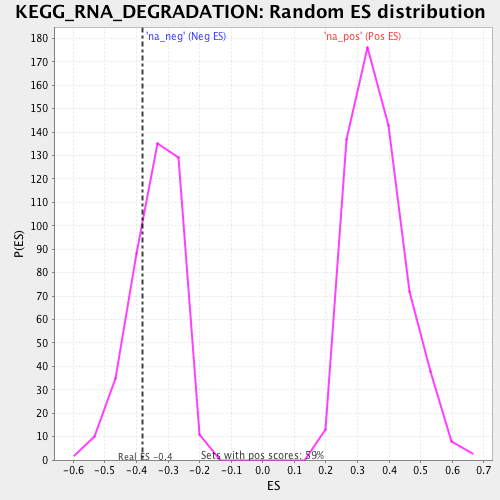 KEGG_RNA_DEGRADATION: Random ES distribution
'na_neg' (Neg ES)
'na_pos' (Pos ES)
180
170
160
150
140
130
120
110
100
90
80
70
60
50
40
30
20
10
0
P(ES)
Real ES -0.4
Sets with pos scores: 59%
-0.6 -0.5 -0.4 -0.3 -0.2 -0.1 0.0 0.1 0.2 0.3 0.4 0.5 0.6 0.7
ES